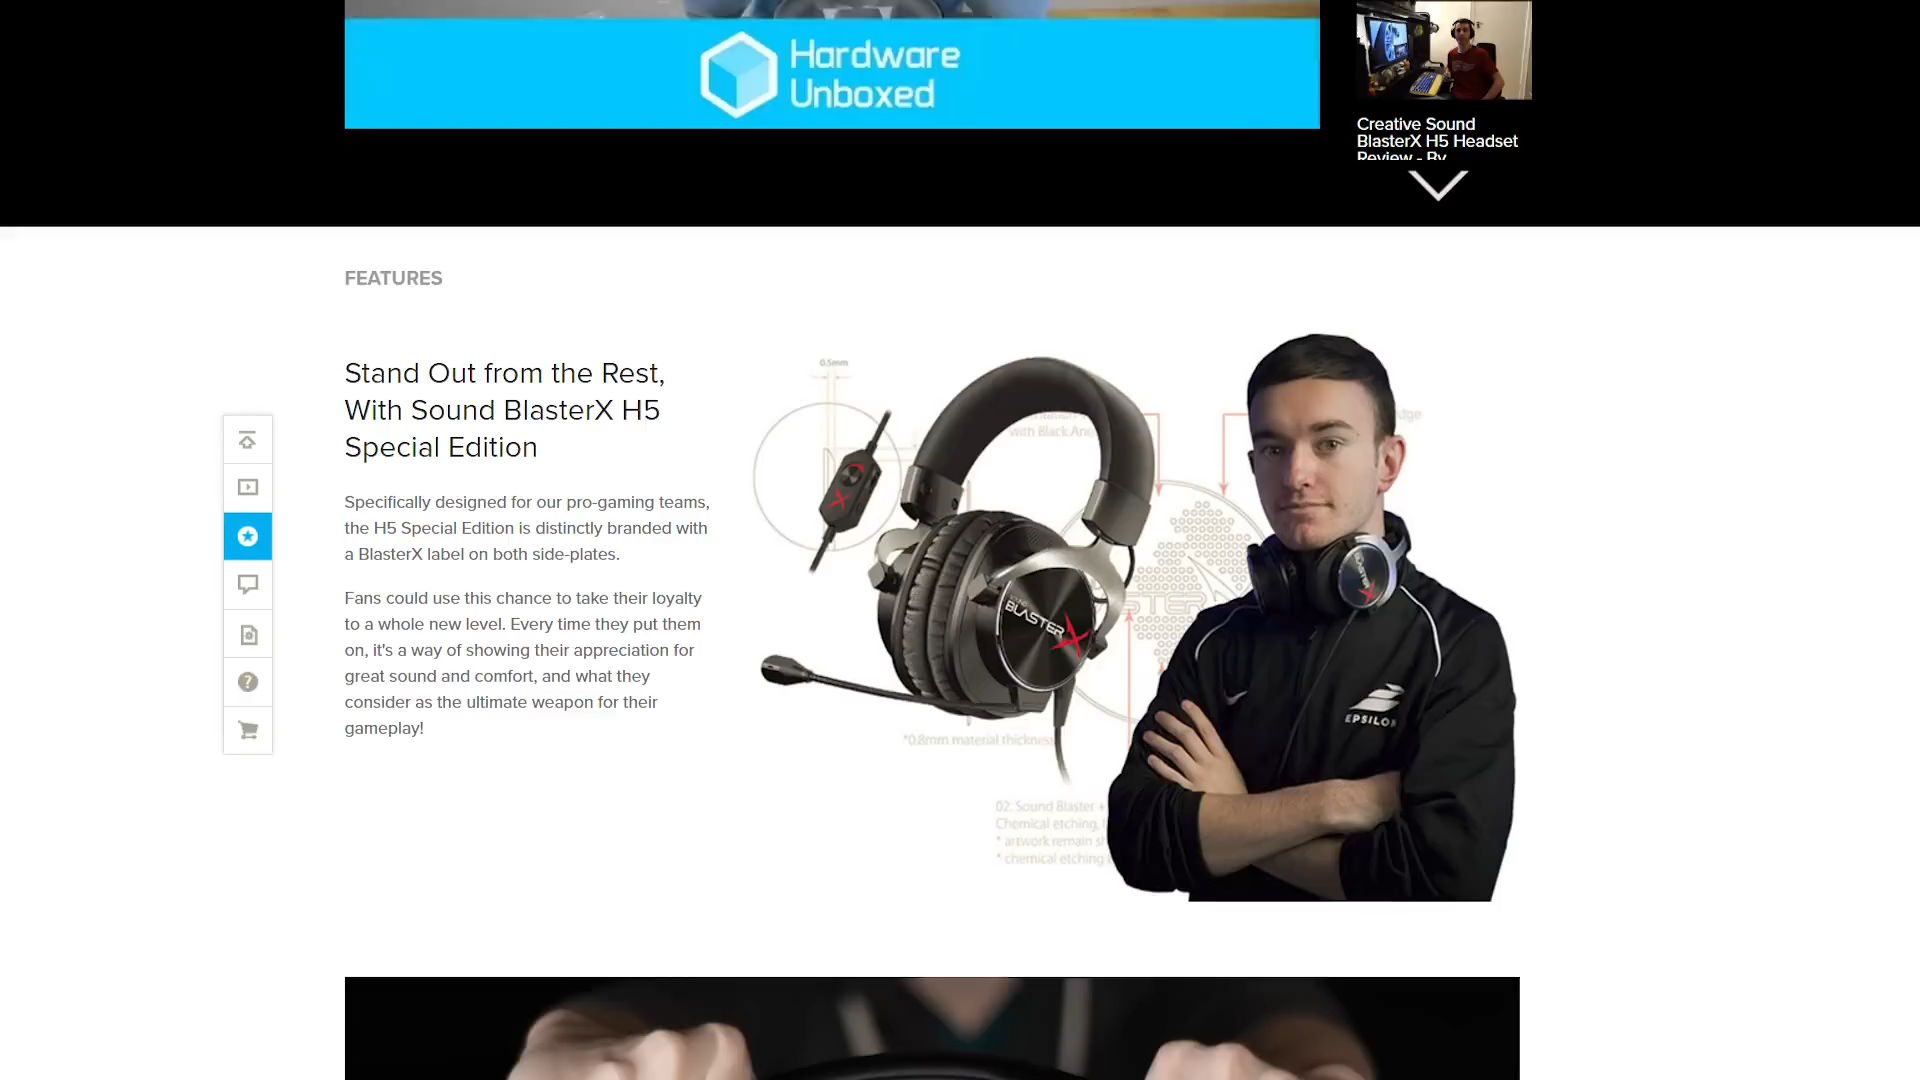 Hardware
Unboxed
Creative Sound
BlasterX H5 Headset
Review - By
FEATURES
Stand Out from the Rest,
With Sound BlasterX H5
Special Edition
Specifically designed for our pro-gaming teams,
the H5 Special Edition is distinctly branded with
a BlasterX label on both side-plates.
Fans could use this chance to take their loyalty
to a whole new level. Every time they put them
on, it's a way of showing their appreciation for
great sound and comfort, and what they
consider as the ultimate weapon for their
gameplay!
0.5mm
with Black
SOUND
BLASTERX
BLASTER X
EPSILON
*0.8mm material thickness
02. Sound Blaster +
Chemical etching,
* artwork remain
* chemical etching